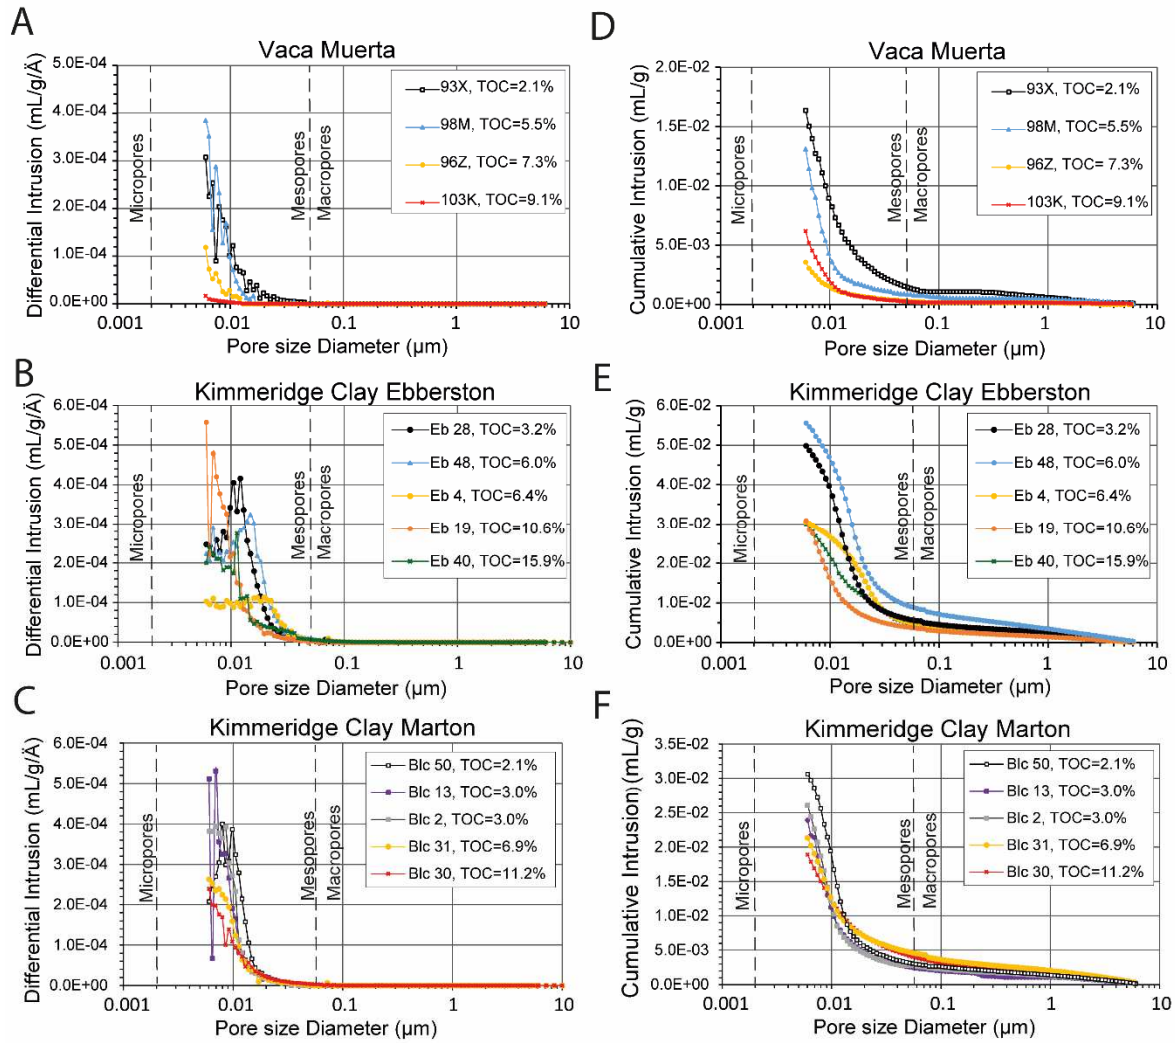 A
Vaca Muerta
Differential Intrusion (mL/g/Ä)
5.0E-04
4.0E-04
3.0E-04
2.0E-04
1.0E-04
0.0E+00
Micropores
Mesopores
Macropores
93X, TOC=2.1%
98M, TOC=5.5%
96Z, TOC= 7.3%
103K, TOC=9.1%
0.001
0.01
0.1
1
10
Pore size Diameter (µm)
D
Vaca Muerta
Cumulative Intrusion (mL/g)
2.0E-02
1.5E-02
1.0E-02
5.0E-03
0.0E+00
Micropores
Mesopores
Macropores
93X, TOC=2.1%
98M, TOC=5.5%
96Z, TOC= 7.3%
103K, TOC=9.1%
0.001
0.01
0.1
1
10
Pore size Diameter (µm)
B
Kimmeridge Clay Ebberston
Differential Intrusion (mL/g/Ä)
6.0E-04
5.0E-04
4.0E-04
3.0E-04
2.0E-04
1.0E-04
0.0E+00
Micropores
Mesopores
Macropores
Eb 28, TOC=3.2%
Eb 48, TOC=6.0%
Eb 4, TOC=6.4%
Eb 19, TOC=10.6%
Eb 40, TOC=15.9%
0.001
0.01
0.1
1
10
Pore size Diameter (µm)
E
Kimmeridge Clay Ebberston
Cumulative Intrusion (mL/g)
6.0E-02
5.0E-02
4.0E-02
3.0E-02
2.0E-02
1.0E-02
0.0E+00
Micropores
Mesopores
Macropores
Eb 28, TOC=3.2%
Eb 48, TOC=6.0%
Eb 4, TOC=6.4%
Eb 19, TOC=10.6%
Eb 40, TOC=15.9%
0.001
0.01
0.1
1
10
Pore size Diameter (µm)
C
Kimmeridge Clay Marton
Differential Intrusion (mL/g/Ä)
6.0E-04
5.0E-04
4.0E-04
3.0E-04
2.0E-04
1.0E-04
0.0E+00
Micropores
Mesopores
Macropores
Blc 50, TOC=2.1%
Blc 13, TOC=3.0%
Blc 2, TOC=3.0%
Blc 31, TOC=6.9%
Blc 30, TOC=11.2%
0.001
0.01
0.1
1
10
Pore size Diameter (µm)
F
Kimmeridge Clay Marton
Cumulative Intrusion) (mL/g)
3.5E-02
3.0E-02
2.5E-02
2.0E-02
1.5E-02
1.0E-02
5.0E-03
0.0E+00
Micropores
Mesopores
Macropores
Blc 50, TOC=2.1%
Blc 13, TOC=3.0%
Blc 2, TOC=3.0%
Blc 31, TOC=6.9%
Blc 30, TOC=11.2%
0.001
0.01
0.1
1
10
Pore size Diameter (µm)